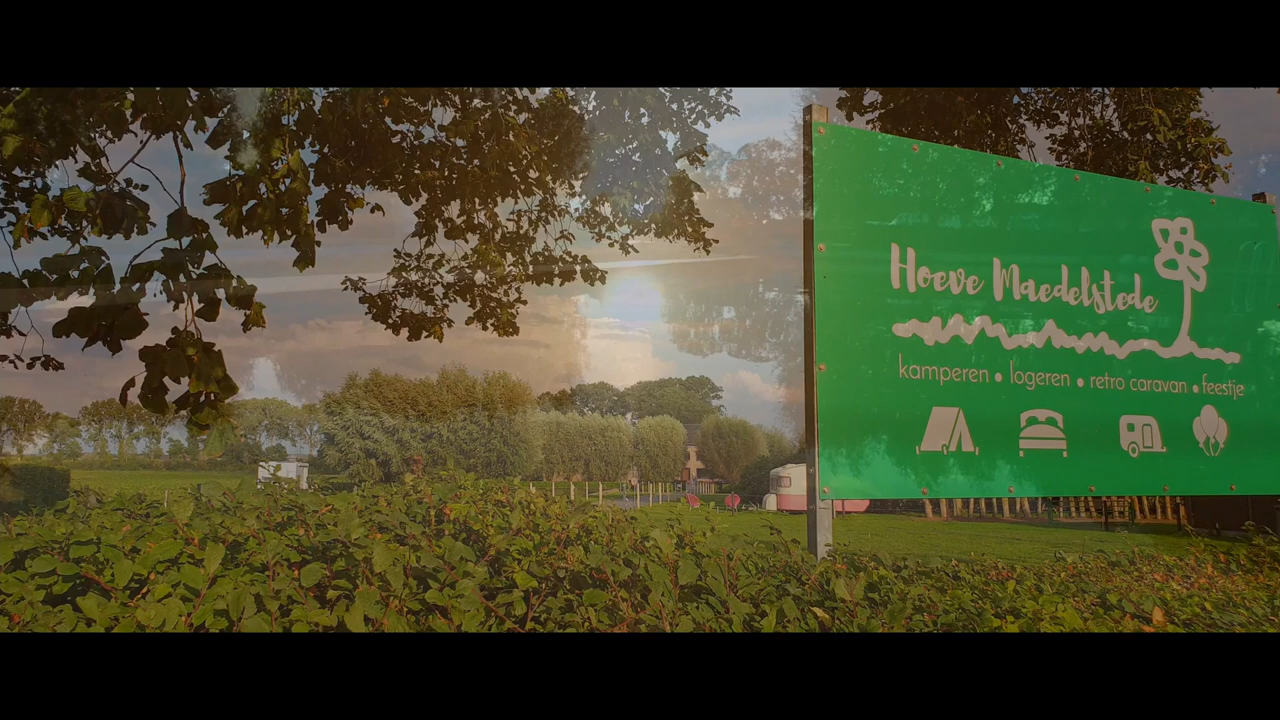 Hoeve Maedelstede
kamperen • logeren • retro caravan • feestje